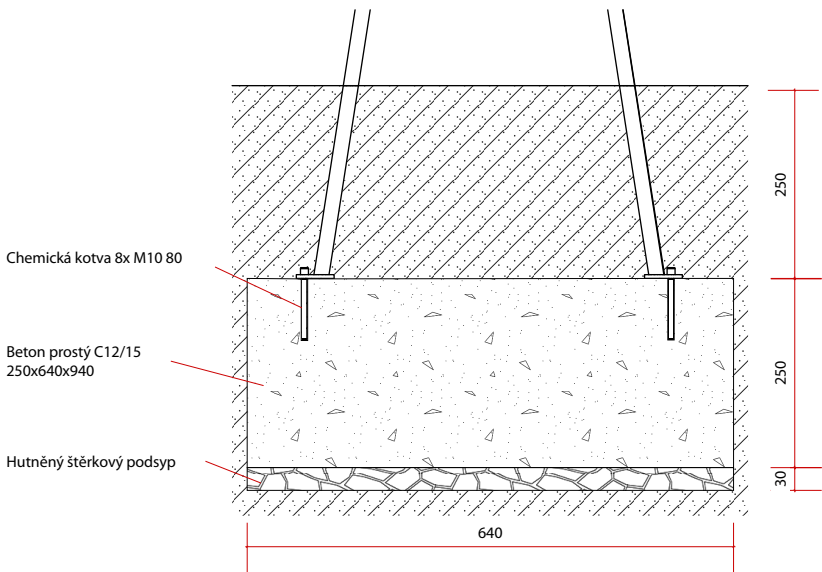 Chemická kotva 8x M10 80
Beton prostý C12/15
250x640x940
Hutněný štěrkový podsyp
250
250
30
640